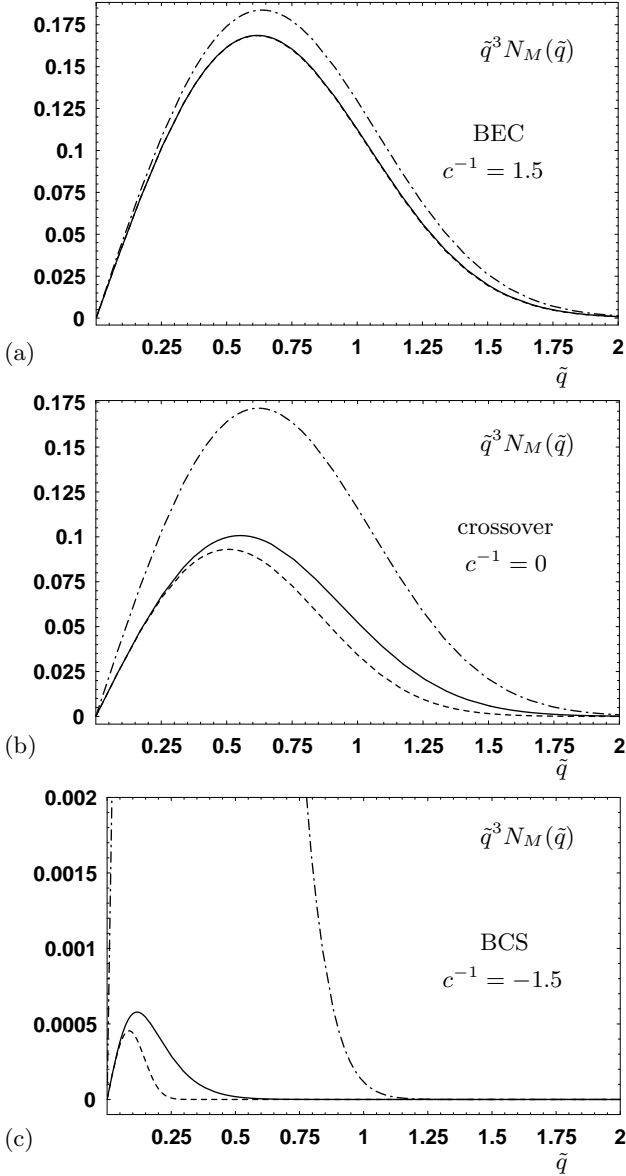 0.175
0.15
0.125
0.1
0.075
0.05
0.025
0
q̃³N_M(q̃)
BEC
c⁻¹ = 1.5
0.25 0.5 0.75 1 1.25 1.5 1.75 2
(a)
q̃
0.175
0.15
0.125
0.1
0.075
0.05
0.025
0
q̃³N_M(q̃)
crossover
c⁻¹ = 0
0.25 0.5 0.75 1 1.25 1.5 1.75 2
(b)
q̃
0.002
0.0015
0.001
0.0005
0
q̃³N_M(q̃)
BCS
c⁻¹ = −1.5
0.25 0.5 0.75 1 1.25 1.5 1.75 2
(c)
q̃